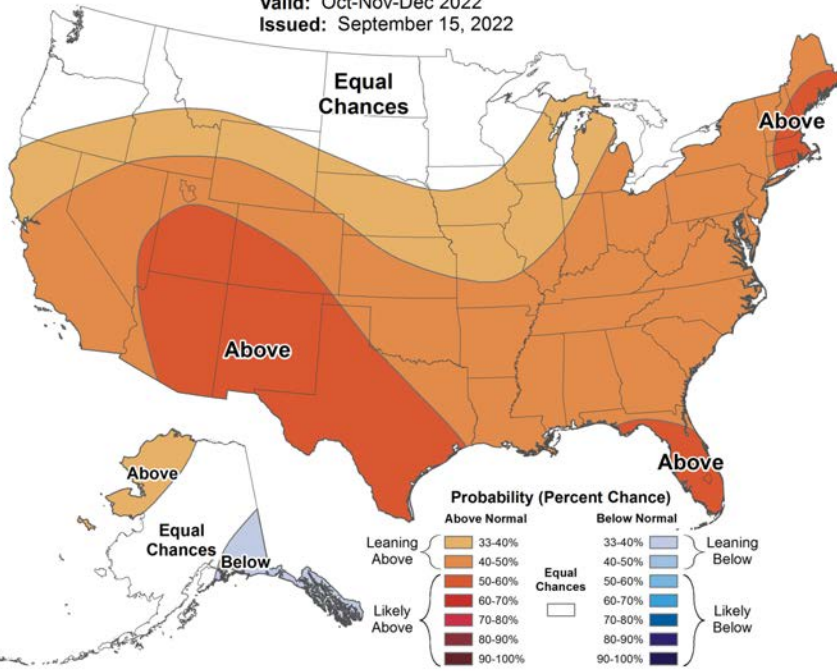 Valid: Oct-Nov-Dec 2022
Issued: September 15, 2022
Equal
Chances
Above
Above
Above
Above
Equal
Chances
Below
Probability (Percent Chance)
Above Normal
Below Normal
Leaning
Above
33-40%
40-50%
Likely
Above
50-60%
60-70%
70-80%
80-90%
90-100%
Equal
Chances
33-40%
40-50%
Leaning
Below
50-60%
60-70%
70-80%
80-90%
90-100%
Likely
Below